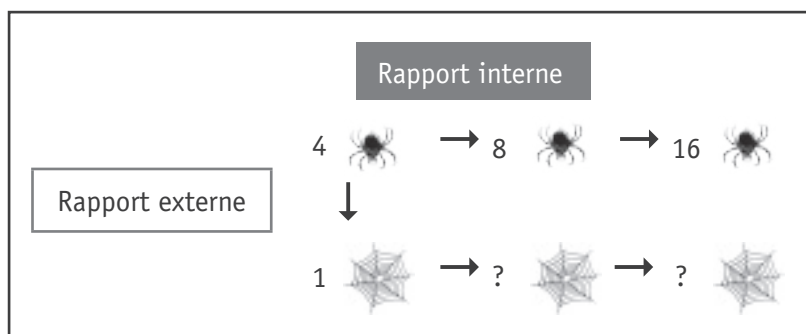 Rapport interne
4 → 8 → 16
Rapport externe
↓
1 → ? → ?